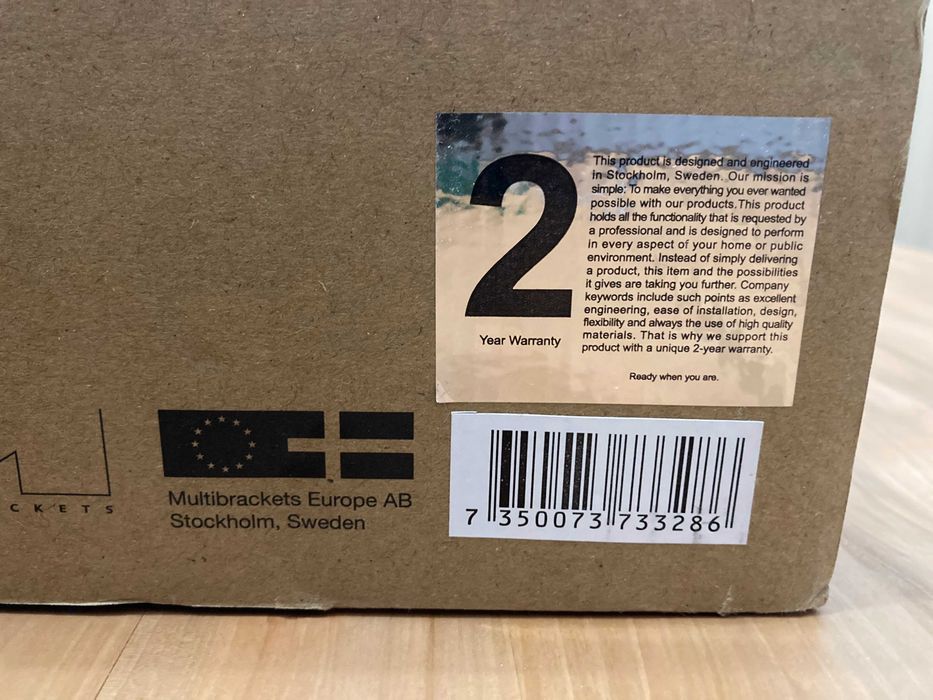 2
Year Warranty
This product is designed and engineered
in Stockholm, Sweden. Our mission is
simple: To make everything you ever wanted
possible with our products.This product
holds all the functionality that is requested by
a professional and is designed to perform
in every aspect of your home or public
environment. Instead of simply delivering
a product, this item and the possibilities
it gives are taking you further. Company
keywords include such points as excellent
engineering, ease of installation, design,
flexibility and always the use of high quality
materials. That is why we support this
product with a unique 2-year warranty.
Ready when you are.
CKETS
Multibrackets Europe AB
Stockholm, Sweden
7 350073 733286